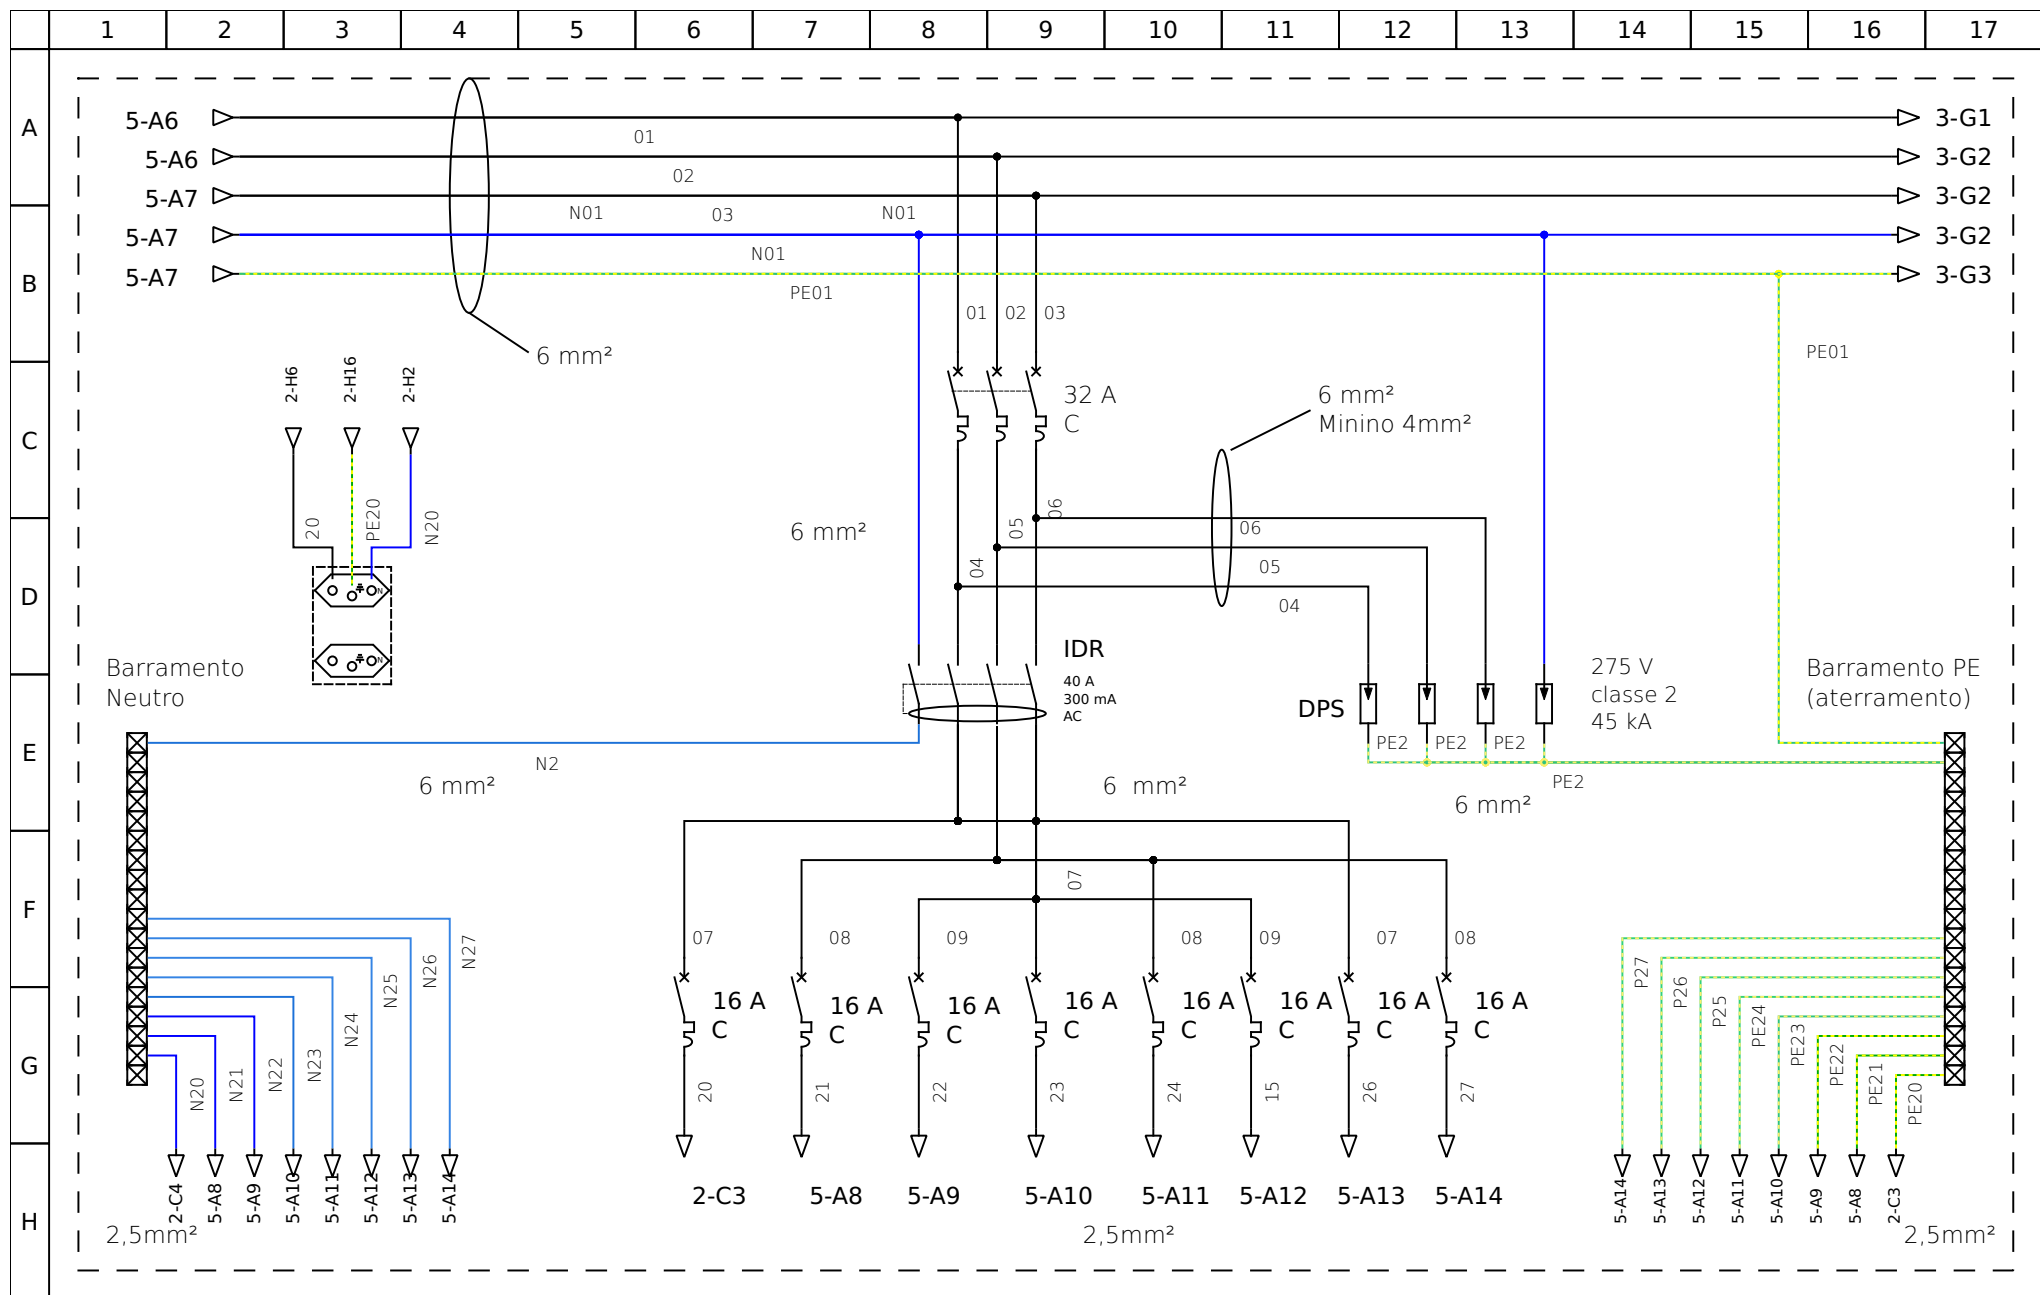 1 2 3 4 5 6 7 8 9 10 11 12 13 14 15 16 17
A
5-A6
3-G1
01
5-A6
3-G2
02
5-A7
3-G2
N01 03 N01
B
5-A7
3-G2
N01
5-A7
3-G3
PE01
01 02 03
6 mm²
PE01
C
2-H6 2-H16 2-H2
32 A
C
6 mm²
Minino 4mm²
20 PE20 N20
6 mm²
04 05 06
06
05
04
D
N
N
IDR
40 A
300 mA
AC
Barramento
Neutro
DPS
275 V
classe 2
45 kA
Barramento PE
(aterramento)
E
N2
PE2 PE2 PE2
PE2
6 mm²
6 mm²
6 mm²
F
07
07 08 09 08 09 07 08
N27
N26
N25
N24
N23
N22
N21
N20
P27
P26
P25
PE24
PE23
PE22
PE21
PE20
G
16 A
C
16 A
C
16 A
C
16 A
C
16 A
C
16 A
C
16 A
C
16 A
C
20 21 22 23 24 15 26 27
H
2-C4 5-A8 5-A9 5-A10 5-A11 5-A12 5-A13 5-A14
2-C3 5-A8 5-A9 5-A10 5-A11 5-A12 5-A13 5-A14
5-A14 5-A13 5-A12 5-A11 5-A10 5-A9 5-A8 2-C3
2,5mm²
2,5mm²
2,5mm²